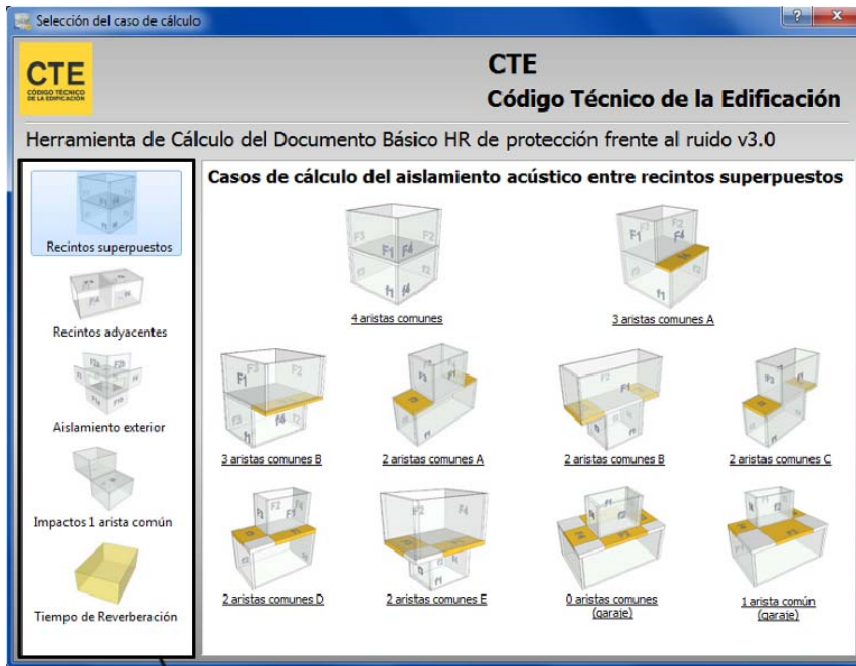 Selección del caso de cálculo
CTE
CÓDIGO TÉCNICO
DE LA EDIFICACIÓN
CTE
Código Técnico de la Edificación
Herramienta de Cálculo del Documento Básico HR de protección frente al ruido v3.0
Recintos superpuestos
Recintos adyacentes
Aislamiento exterior
Impactos 1 arista común
Tiempo de Reverberación
Casos de cálculo del aislamiento acústico entre recintos superpuestos
4 aristas comunes
3 aristas comunes A
3 aristas comunes B
2 aristas comunes A
2 aristas comunes B
2 aristas comunes C
2 aristas comunes D
2 aristas comunes E
0 aristas comunes
(garaje)
1 arista común
(garaje)